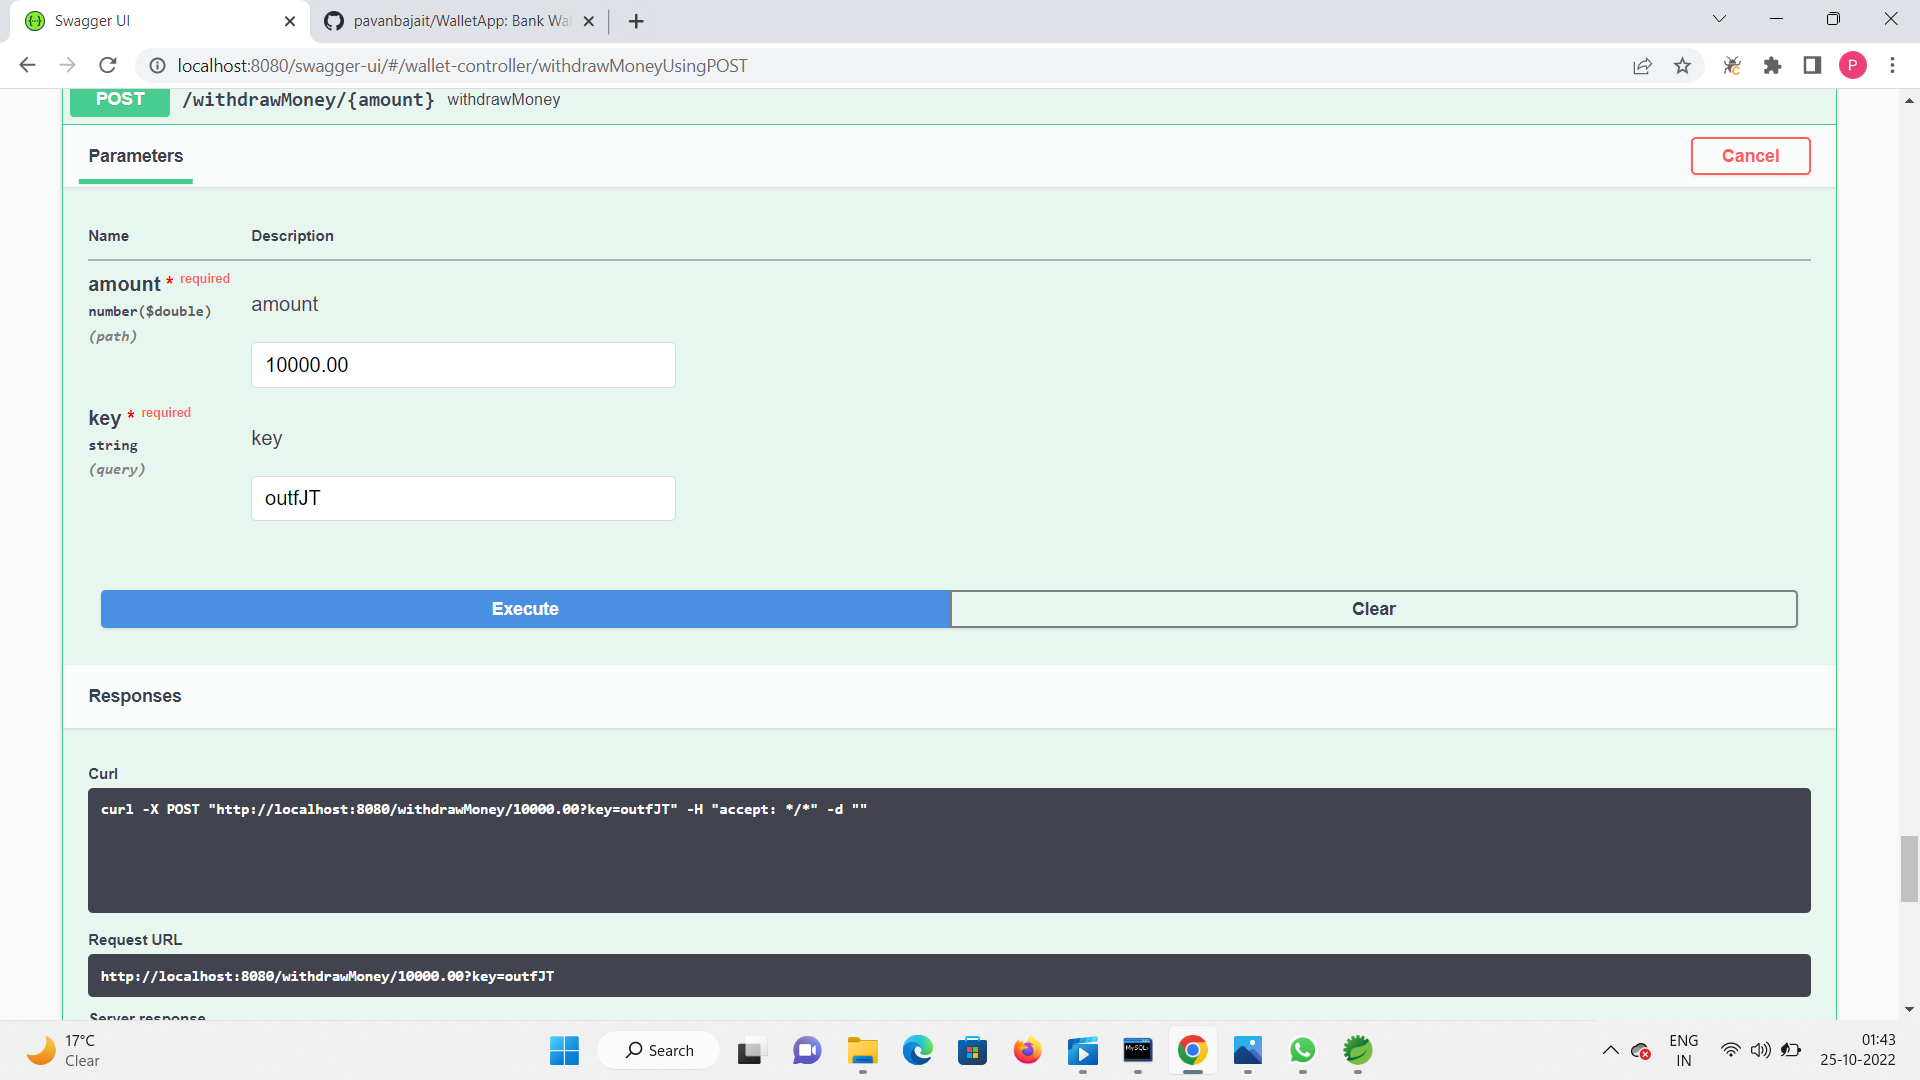 Swagger UI
pavanbajait/WalletApp: Bank Wal
localhost:8080/swagger-ui/#/wallet-controller/withdrawMoneyUsingPOST
P
POST /withdrawMoney/{amount} withdrawMoney
Parameters
Cancel
Name Description
amount * required
number($double)
(path)
amount
10000.00
key * required
string
(query)
key
outfJT
Execute
Clear
Responses
Curl
curl -X POST "http://localhost:8080/withdrawMoney/10000.00?key=outfJT" -H "accept: */*" -d ""
Request URL
http://localhost:8080/withdrawMoney/10000.00?key=outfJT
Server response
17°C
Clear
Search
MySQL
ENG
IN
01:43
25-10-2022